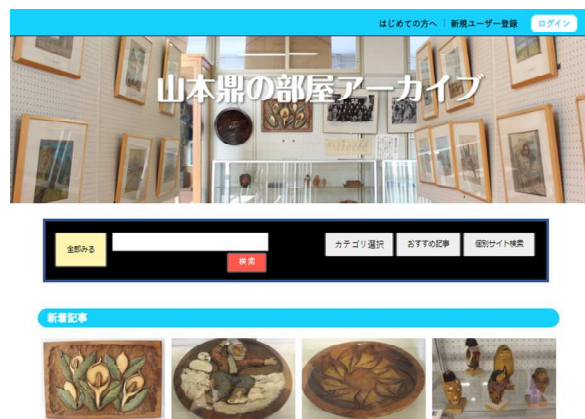 はじめての方へ | 新規ユーザー登録 ログイン
山本鼎の部屋アーカイブ
全部みる
検索
カテゴリ選択 おすすめ記事 個別サイト検索
新着記事